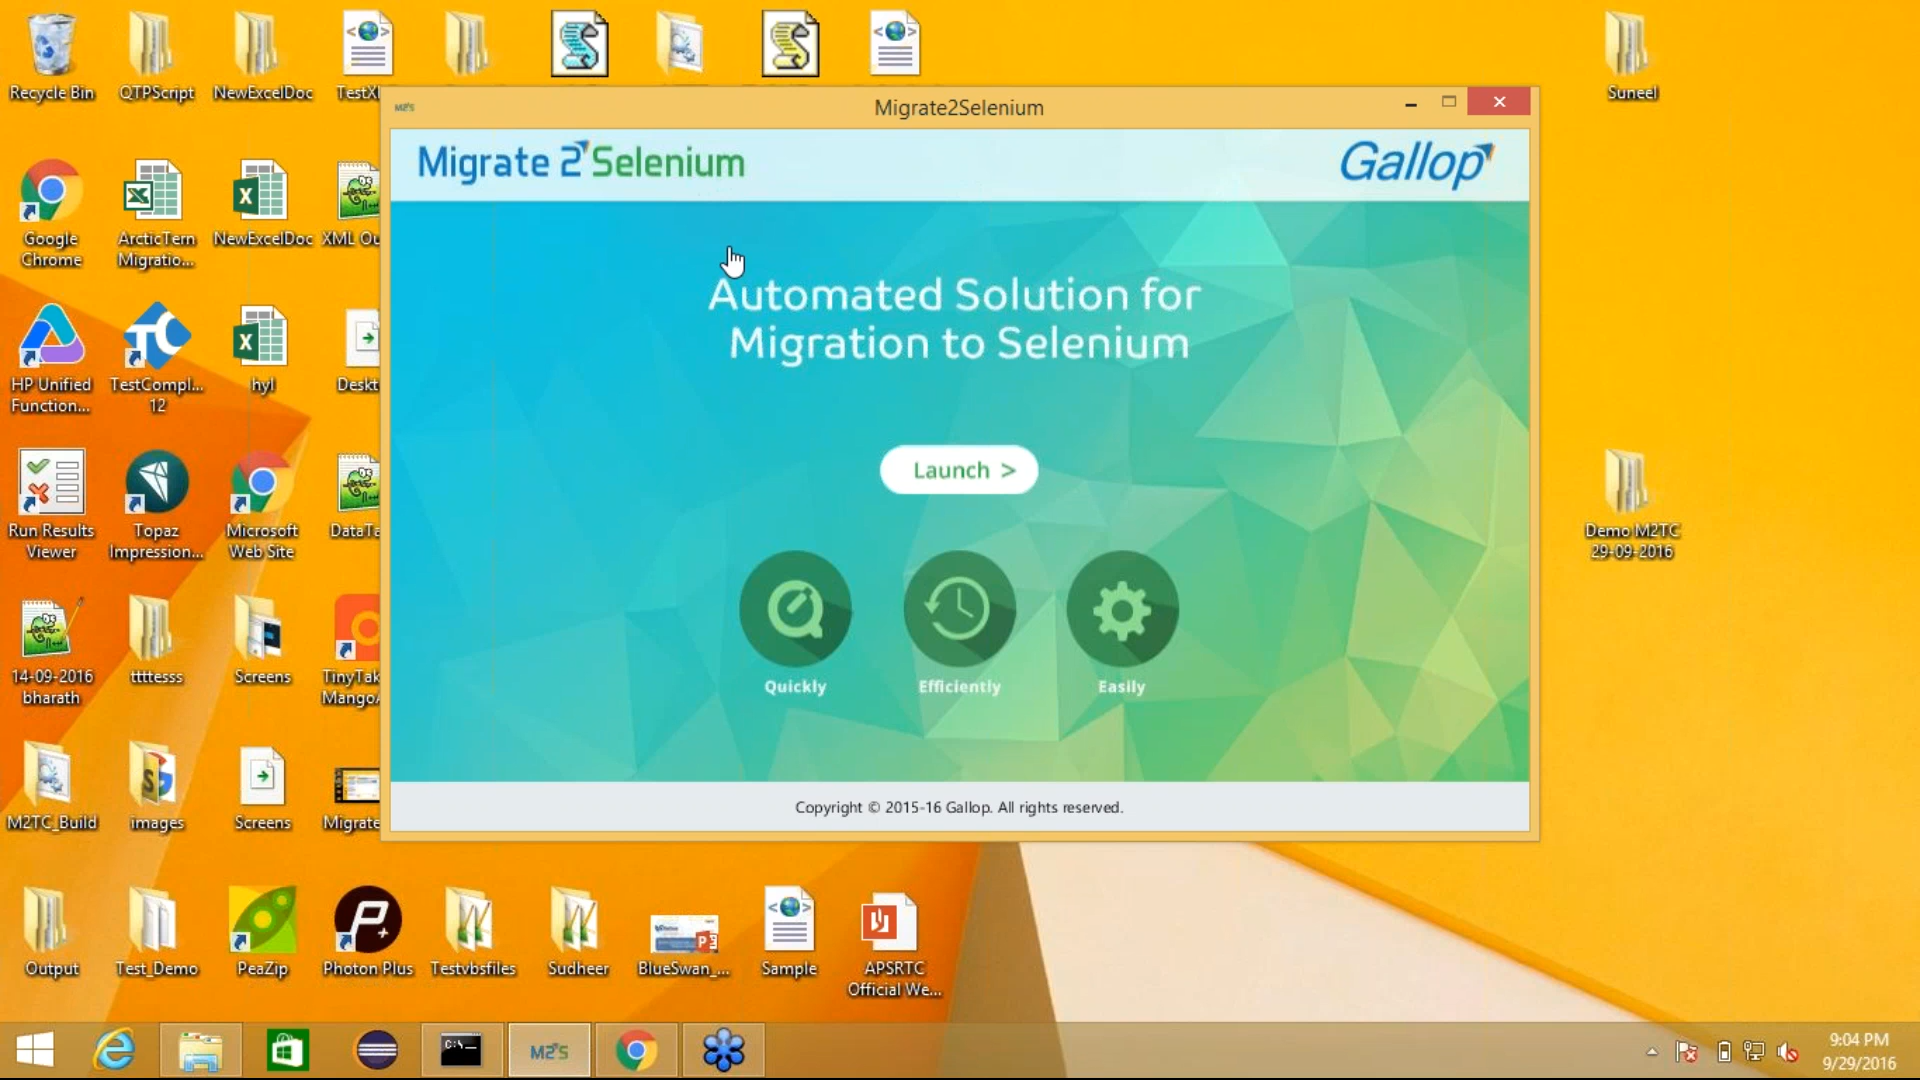 Recycle Bin
QTPScript
NewExcelDoc
TestX
Suneel
M2S
Migrate2Selenium
Migrate 2 Selenium
Gallop
Automated Solution for
Migration to Selenium
Launch >
Quickly
Efficiently
Easily
Copyright © 2015-16 Gallop. All rights reserved.
Google
Chrome
ArcticTern
Migratio...
NewExcelDoc
XML Ou
HP Unified
Function...
TestCompl...
12
hyl
Deskt
Run Results
Viewer
Topaz
Impression...
Microsoft
Web Site
DataTa
Demo M2TC
29-09-2016
14-09-2016
bharath
ttttesss
Screens
TinyTak
MangoA
M2TC_Build
images
Screens
Migrate
Output
Test_Demo
PeaZip
Photon Plus
Testvbsfiles
Sudheer
BlueSwan_...
Sample
APSRTC
Official We...
C:\_
M2S
9:04 PM
9/29/2016